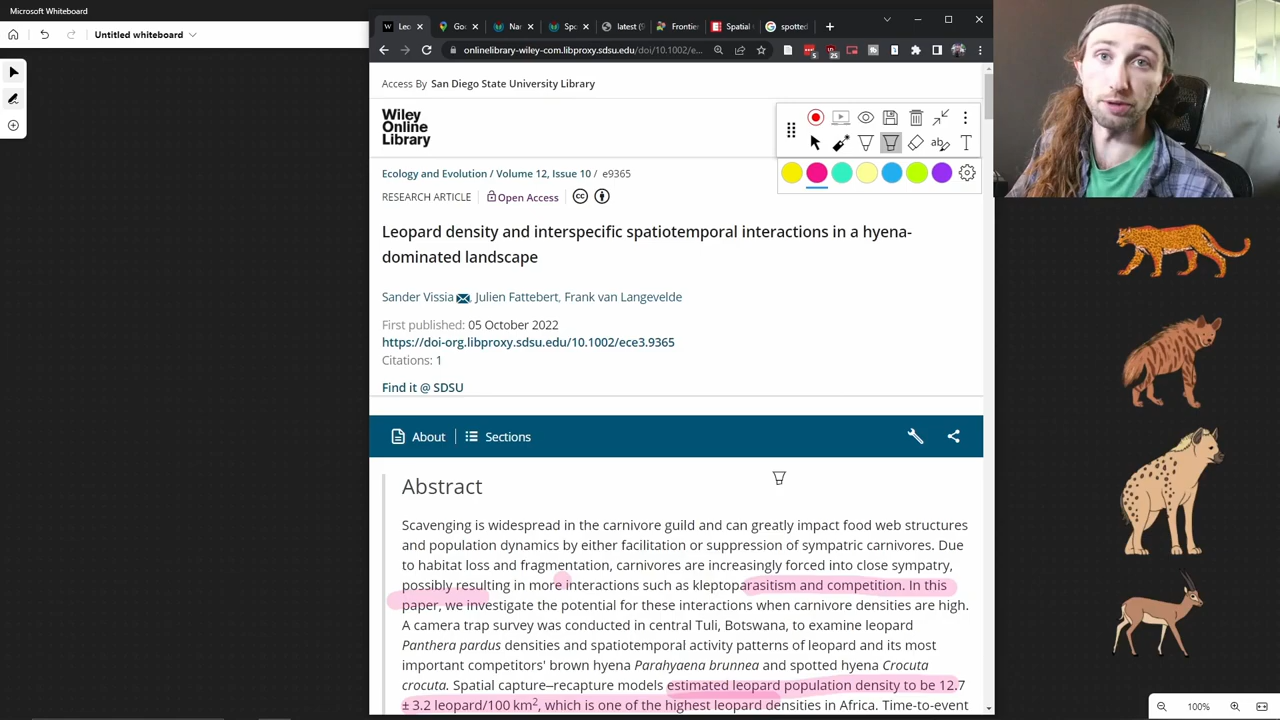 Microsoft Whiteboard
Untitled whiteboard
Leo
Goo
Nac
Spo
latest (
Frontier
Spatial
spotted
onlinelibrary-wiley-com.libproxy.sdsu.edu/doi/10.1002/e...
5
25
Access By San Diego State University Library
Wiley
Online
Library
T
Ecology and Evolution / Volume 12, Issue 10 / e9365
RESEARCH ARTICLE Open Access
Leopard density and interspecific spatiotemporal interactions in a hyena-
dominated landscape
Sander Vissia, Julien Fattebert, Frank van Langevelde
First published: 05 October 2022
https://doi-org.libproxy.sdsu.edu/10.1002/ece3.9365
Citations: 1
Find it @ SDSU
About Sections
Abstract
Scavenging is widespread in the carnivore guild and can greatly impact food web structures
and population dynamics by either facilitation or suppression of sympatric carnivores. Due
to habitat loss and fragmentation, carnivores are increasingly forced into close sympatry,
possibly resulting in more interactions such as kleptoparasitism and competition. In this
paper, we investigate the potential for these interactions when carnivore densities are high.
A camera trap survey was conducted in central Tuli, Botswana, to examine leopard
Panthera pardus densities and spatiotemporal activity patterns of leopard and its most
important competitors' brown hyena Parahyaena brunnea and spotted hyena Crocuta
crocuta. Spatial capture–recapture models estimated leopard population density to be 12.7
± 3.2 leopard/100 km², which is one of the highest leopard densities in Africa. Time-to-event
100%